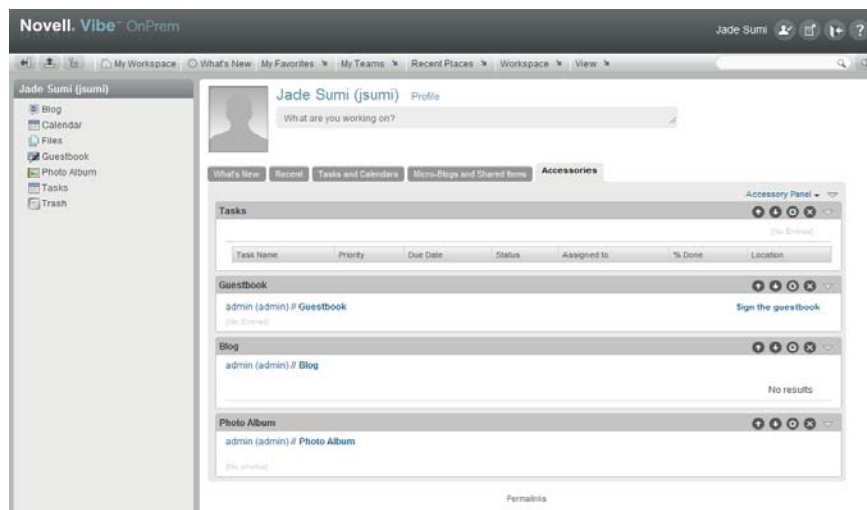 Novell. Vibe™ OnPrem
Jade Sumi
?
My Workspace What's New My Favorites My Teams Recent Places Workspace View
Jade Sumi (jsumi)
Blog
Calendar
Files
Guestbook
Photo Album
Tasks
Trash
Jade Sumi (jsumi) Profile
What are you working on?
What's New Recent Tasks and Calendars Micro-Blogs and Shared Items Accessories
Accessory Panel
Tasks
[No Entries]
Task Name Priority Due Date Status Assigned to % Done Location
Guestbook
admin (admin) // Guestbook Sign the guestbook
[No Entries]
Blog
admin (admin) // Blog
No results
Photo Album
admin (admin) // Photo Album
[No photos]
Permalinks